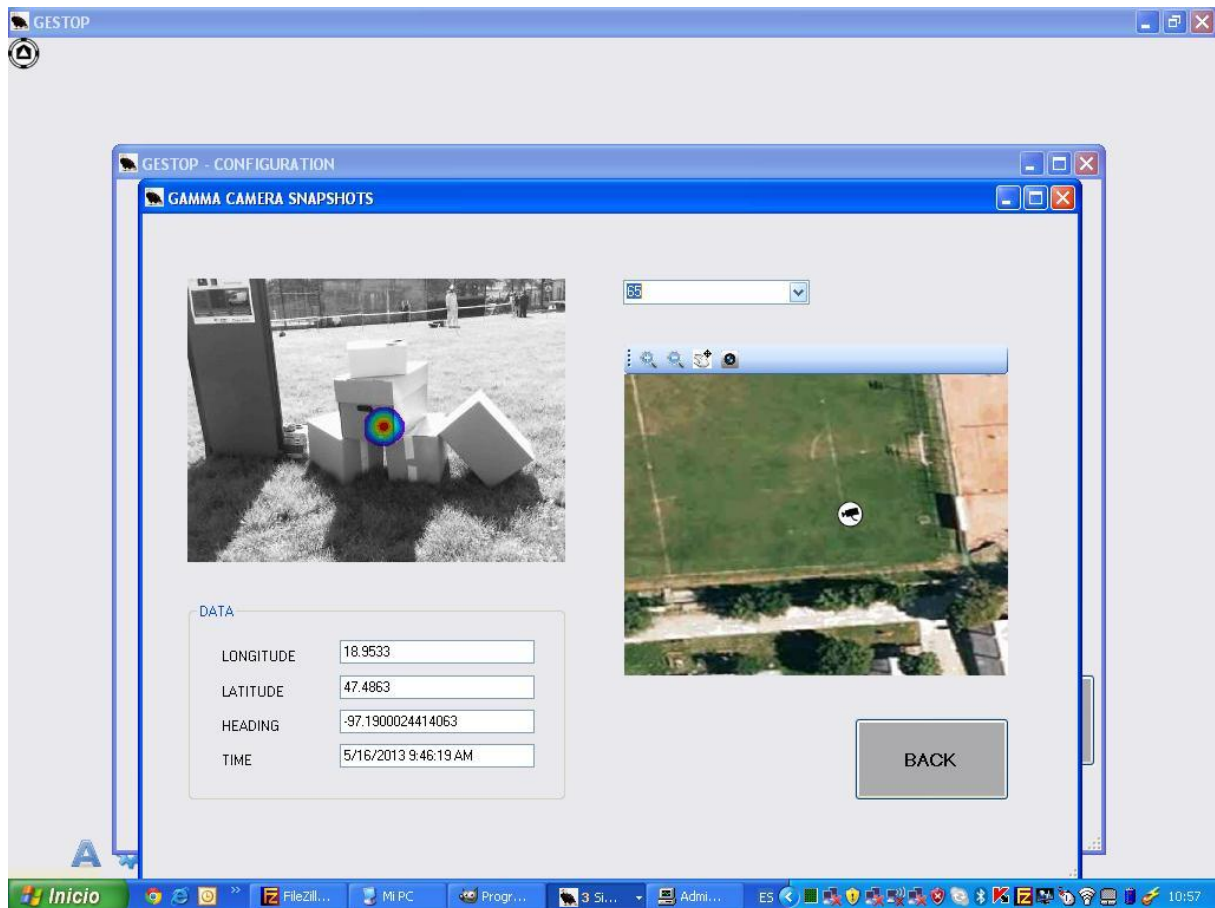 GESTOP
GESTOP - CONFIGURATION
GAMMA CAMERA SNAPSHOTS
65
DATA
LONGITUDE 18.9533
LATITUDE 47.4863
HEADING -97.1900024414063
TIME 5/16/2013 9:46:19 AM
BACK
A
Inicio » FileZill... Mi PC Progr... 3 Si... Admi... ES 10:57